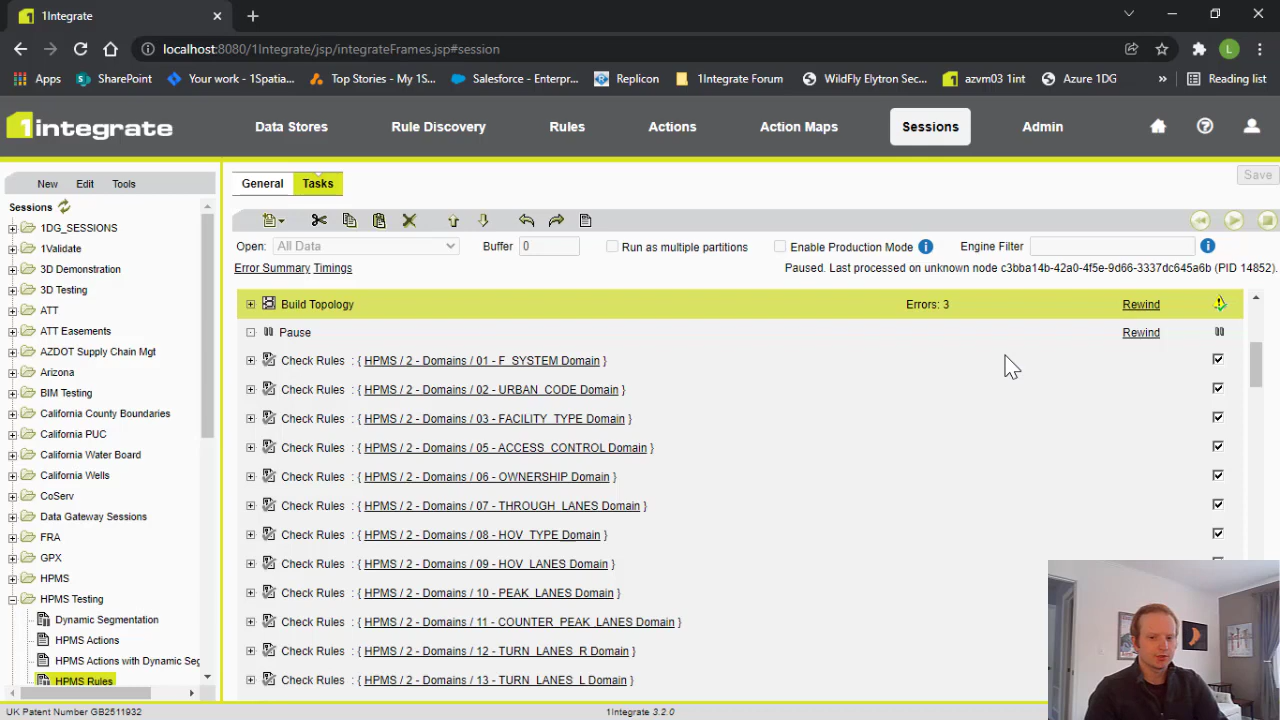 1Integrate
localhost:8080/1Integrate/jsp/integrateFrames.jsp#session
L
Apps
SharePoint
Your work - 1Spatia...
Top Stories - My 1S...
Salesforce - Enterpr...
Replicon
1Integrate Forum
WildFly Elytron Sec...
azvm03 1int
Azure 1DG
»
Reading list
1integrate
Data Stores
Rule Discovery
Rules
Actions
Action Maps
Sessions
Admin
New
Edit
Tools
General
Tasks
Save
Sessions
1DG_SESSIONS
1Validate
3D Demonstration
3D Testing
ATT
ATT Easements
AZDOT Supply Chain Mgt
Arizona
BIM Testing
California County Boundaries
California PUC
California Water Board
California Wells
CoServ
Data Gateway Sessions
FRA
GPX
HPMS
HPMS Testing
Dynamic Segmentation
HPMS Actions
HPMS Actions with Dynamic Seg
HPMS Rules
Open: All Data
Buffer 0
Run as multiple partitions
Enable Production Mode
Engine Filter
Error Summary Timings
Paused. Last processed on unknown node c3bba14b-42a0-4f5e-9d66-3337dc645a6b (PID 14852).
Build Topology Errors: 3 Rewind
Pause Rewind
Check Rules : { HPMS / 2 - Domains / 01 - F_SYSTEM Domain }
Check Rules : { HPMS / 2 - Domains / 02 - URBAN_CODE Domain }
Check Rules : { HPMS / 2 - Domains / 03 - FACILITY_TYPE Domain }
Check Rules : { HPMS / 2 - Domains / 05 - ACCESS_CONTROL Domain }
Check Rules : { HPMS / 2 - Domains / 06 - OWNERSHIP Domain }
Check Rules : { HPMS / 2 - Domains / 07 - THROUGH_LANES Domain }
Check Rules : { HPMS / 2 - Domains / 08 - HOV_TYPE Domain }
Check Rules : { HPMS / 2 - Domains / 09 - HOV_LANES Domain }
Check Rules : { HPMS / 2 - Domains / 10 - PEAK_LANES Domain }
Check Rules : { HPMS / 2 - Domains / 11 - COUNTER_PEAK_LANES Domain }
Check Rules : { HPMS / 2 - Domains / 12 - TURN_LANES_R Domain }
Check Rules : { HPMS / 2 - Domains / 13 - TURN_LANES_L Domain }
UK Patent Number GB2511932
1Integrate 3.2.0